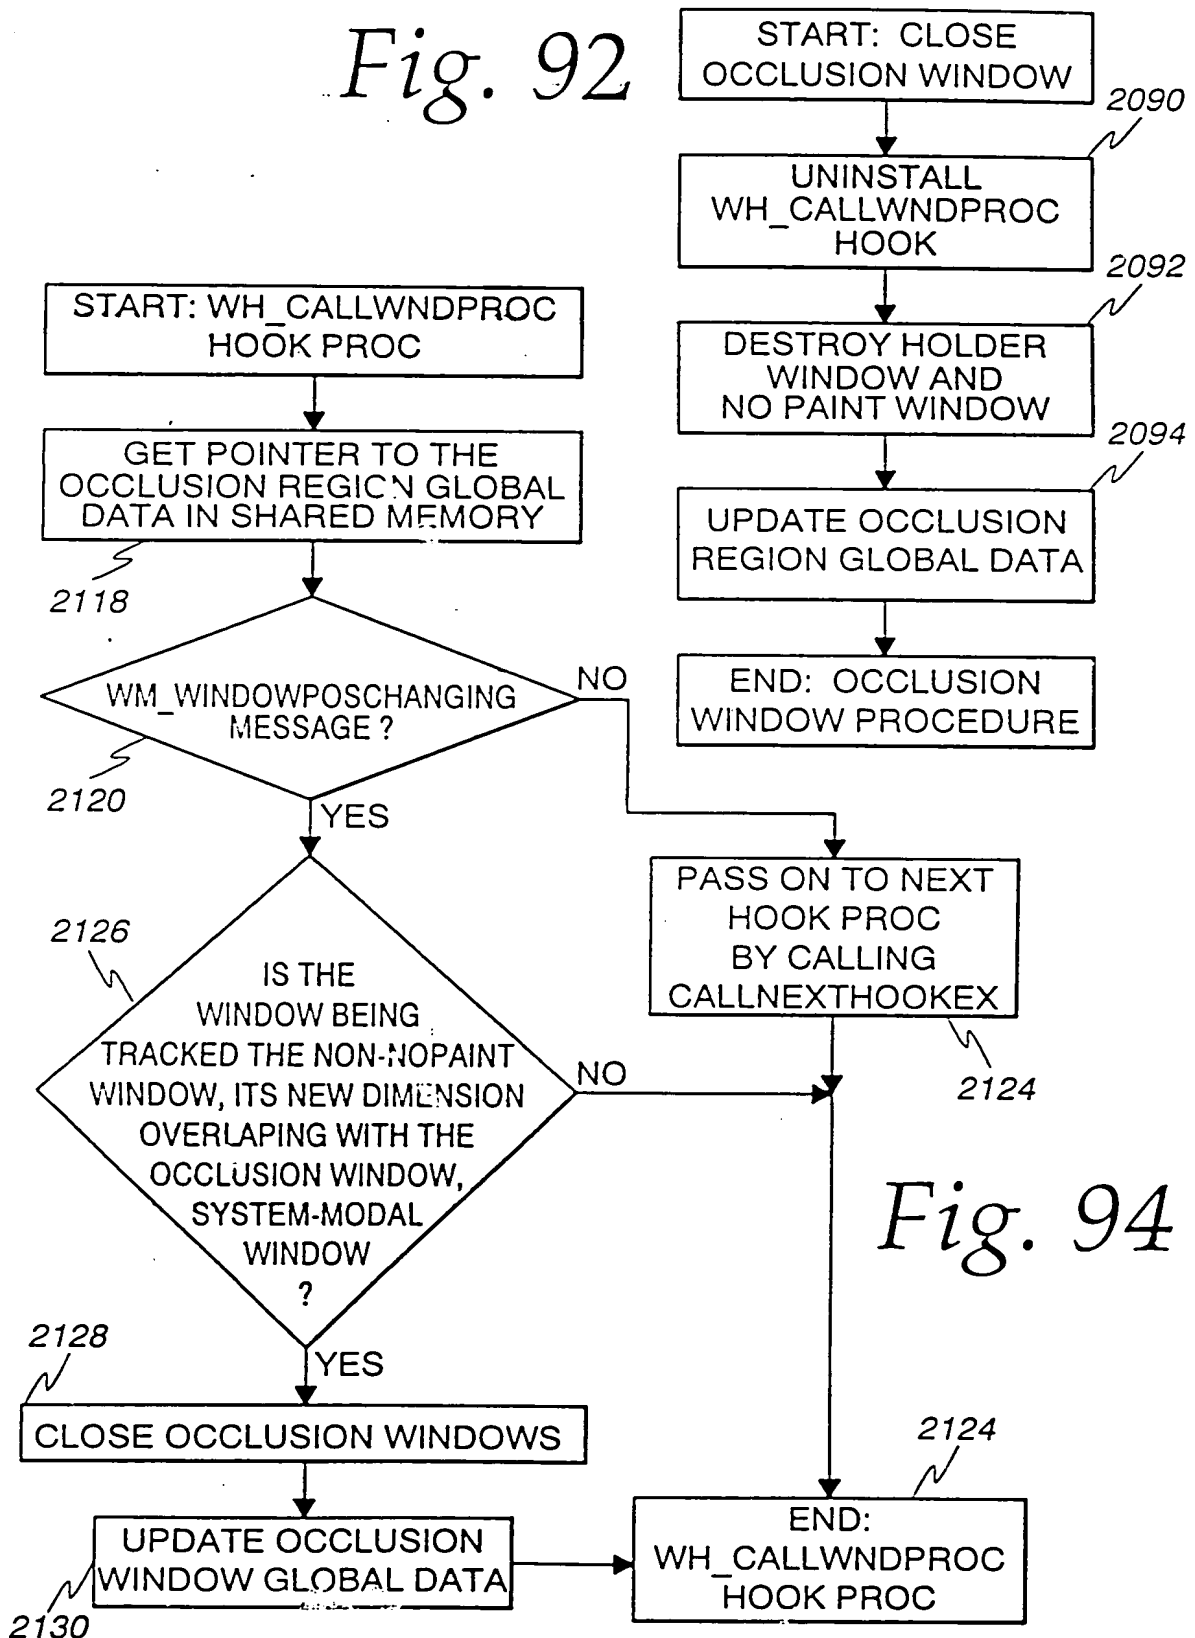 Fig. 92
START: CLOSE
OCCLUSION WINDOW
2090
UNINSTALL
WH_CALLWNDPROC
HOOK
2092
DESTROY HOLDER
WINDOW AND
NO PAINT WINDOW
2094
UPDATE OCCLUSION
REGION GLOBAL DATA
END: OCCLUSION
WINDOW PROCEDURE
START: WH_CALLWNDPROC
HOOK PROC
GET POINTER TO THE
OCCLUSION REGION GLOBAL
DATA IN SHARED MEMORY
2118
WM_WINDOWPOSCHANGING
MESSAGE ?
NO
2120
YES
PASS ON TO NEXT
HOOK PROC
BY CALLING
CALLNEXTHOOKEX
2124
2126
IS THE
WINDOW BEING
TRACKED THE NON-NOPAINT
WINDOW, ITS NEW DIMENSION
OVERLAPING WITH THE
OCCLUSION WINDOW,
SYSTEM-MODAL
WINDOW
?
NO
Fig. 94
YES
2128
CLOSE OCCLUSION WINDOWS
UPDATE OCCLUSION
WINDOW GLOBAL DATA
2130
2124
END:
WH_CALLWNDPROC
HOOK PROC